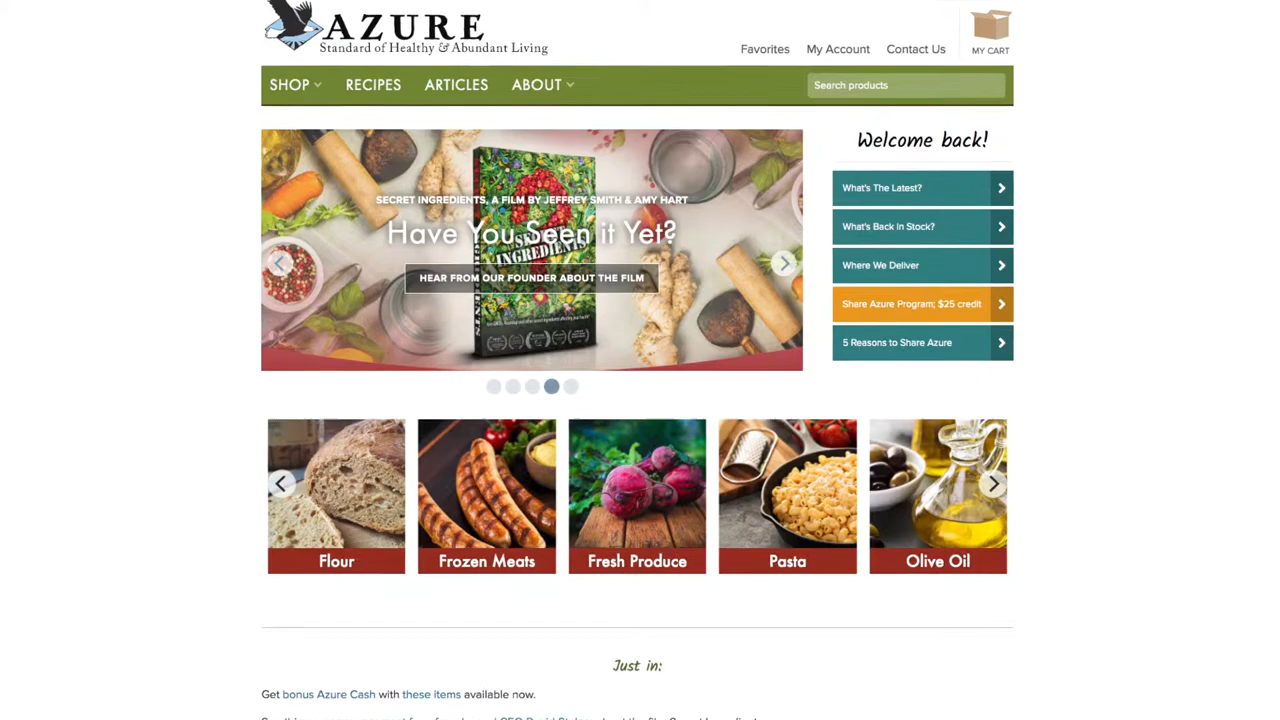 AZURE
Standard of Healthy & Abundant Living
Favorites My Account Contact Us
MY CART
SHOP RECIPES ARTICLES ABOUT
Search products
SECRET INGREDIENTS, A FILM BY JEFFREY SMITH & AMY HART
Have You Seen it Yet?
INGREDIENTS
HEAR FROM OUR FOUNDER ABOUT THE FILM
Welcome back!
What's The Latest?
What's Back In Stock?
Where We Deliver
Share Azure Program; $25 credit
5 Reasons to Share Azure
Flour
Frozen Meats
Fresh Produce
Pasta
Olive Oil
Just in:
Get bonus Azure Cash with these items available now.